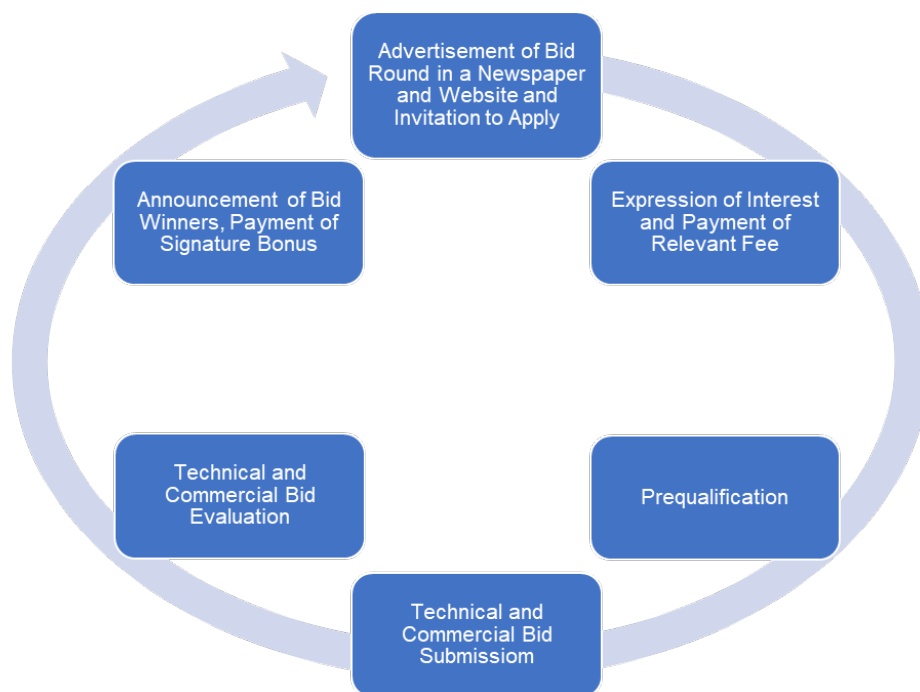 Advertisement of Bid
Round in a Newspaper
and Website and
Invitation to Apply
Expression of Interest
and Payment of
Relevant Fee
Prequalification
Technical and
Commercial Bid
Submissiom
Technical and
Commercial Bid
Evaluation
Announcement of Bid
Winners, Payment of
Signature Bonus